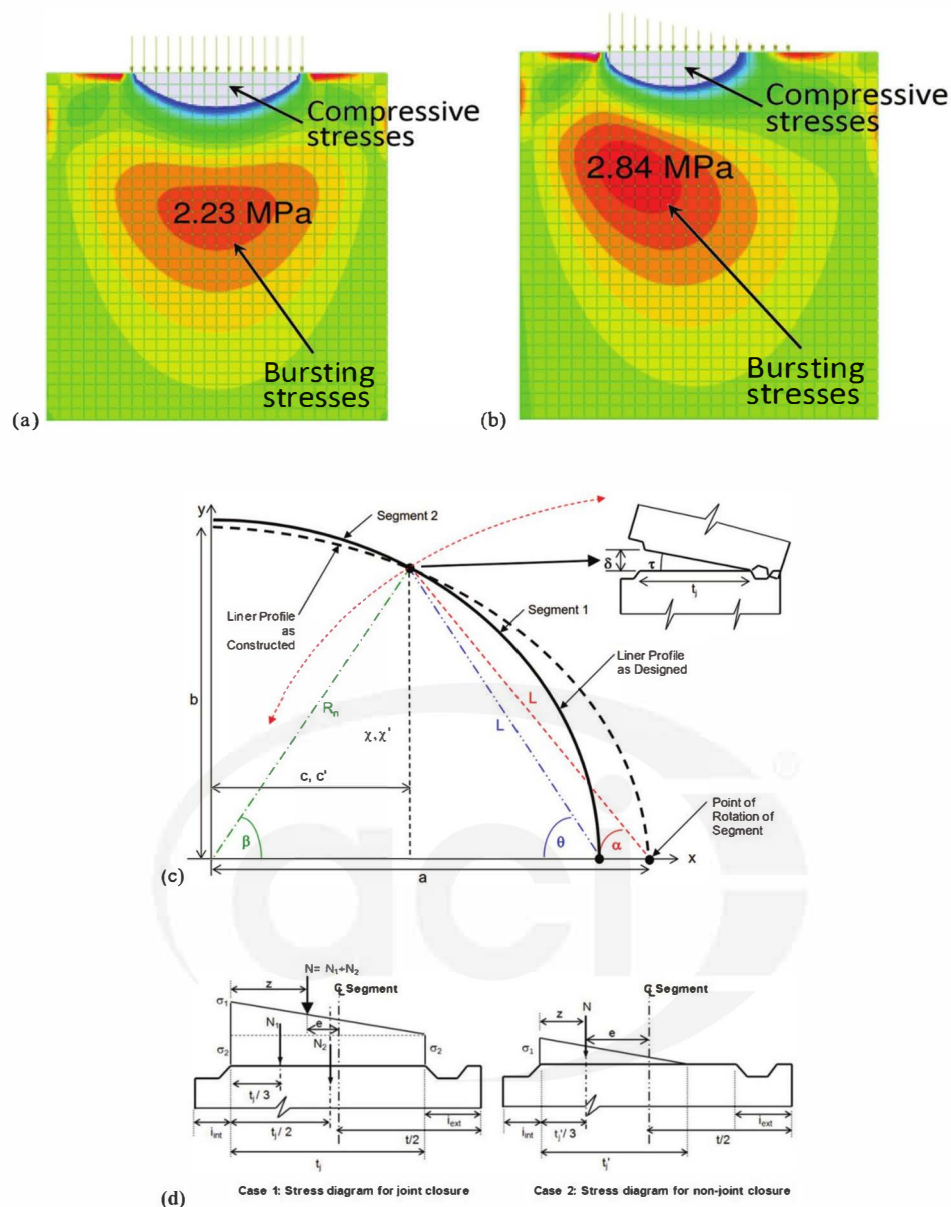 Compressive
stresses
2.23 MPa
Bursting
stresses
(a)
Compressive
stresses
2.84 MPa
Bursting
stresses
(b)
y
Segment 2
δ
τ
tj
Segment 1
Liner Profile
as
Constructed
Liner Profile
as Designed
b
Rn
L
L
χ, χ'
c, c'
Point of
Rotation of
Segment
β
θ
α
x
a
(c)
aci
®
N= N1+N2
z
℄ Segment
σ1
N1
e
N2
σ2
σ2
tj / 3
iint
tj / 2
t/2
iext
tj
Case 1: Stress diagram for joint closure
N
℄ Segment
z
e
σ1
iint
tj'/ 3
t/2
iext
tj'
Case 2: Stress diagram for non-joint closure
(d)